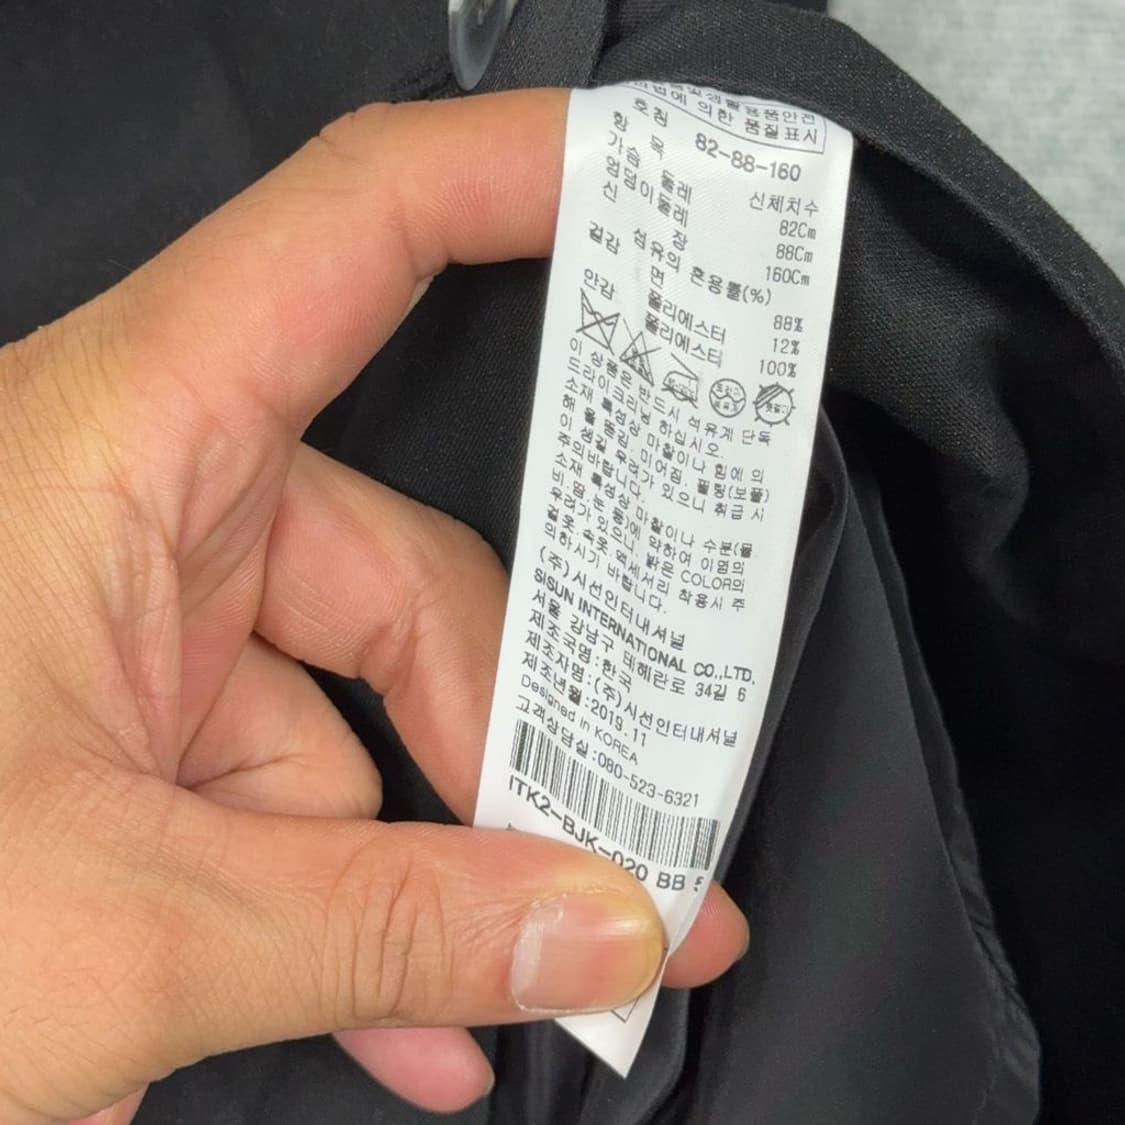 에 의한 품질표시
호칭 82-88-160
항목 신체치수
가슴둘레 82Cm
엉덩이둘레 88Cm
신장 160Cm
섬유의 혼용률(%)
겉감 면 88%
폴리에스터 12%
안감 폴리에스터 100%
이 상품은 반드시 석유계 단독
드라이크리닝 하십시오.
소재 특성상 마찰이나 힘에 의
해 올뜯김, 미어짐, 필링(보풀)
이 생길 우려가 있으니 취급시
주의바랍니다.
소재 특성상 마찰이나 수분(물
비,땀,눈 등)에 약하여 이염의
우려가 있으니, 밝은 COLOR의
겉옷, 속옷 액세서리 착용시 주
의하시기 바랍니다.
(주)시선인터내셔널
SISUN INTERNATIONAL CO.,LTD.
서울 강남구 테헤란로 34길 6
제조국명:한국
제조자명:(주)시선인터내셔널
제조년월:2019.11
Designed in KOREA
고객상담실:080-523-6321
ITK2-BJK-020 BB